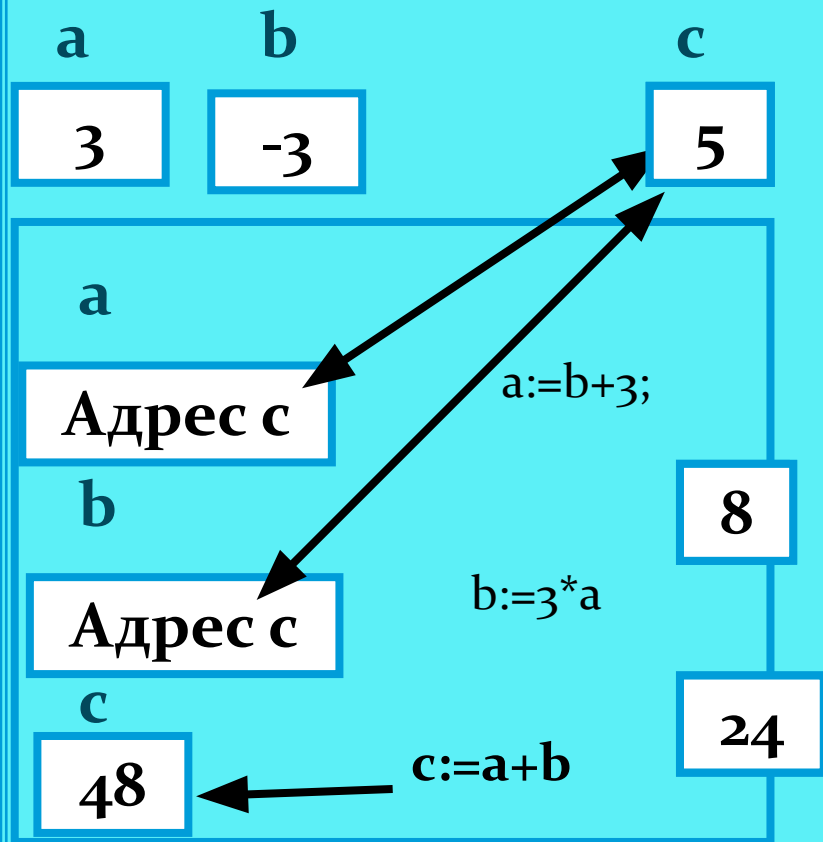 a b c
3 -3 5
a
Адрес c
a:=b+3;
b
8
b:=3*a
Адрес c
c
24
c:=a+b
48